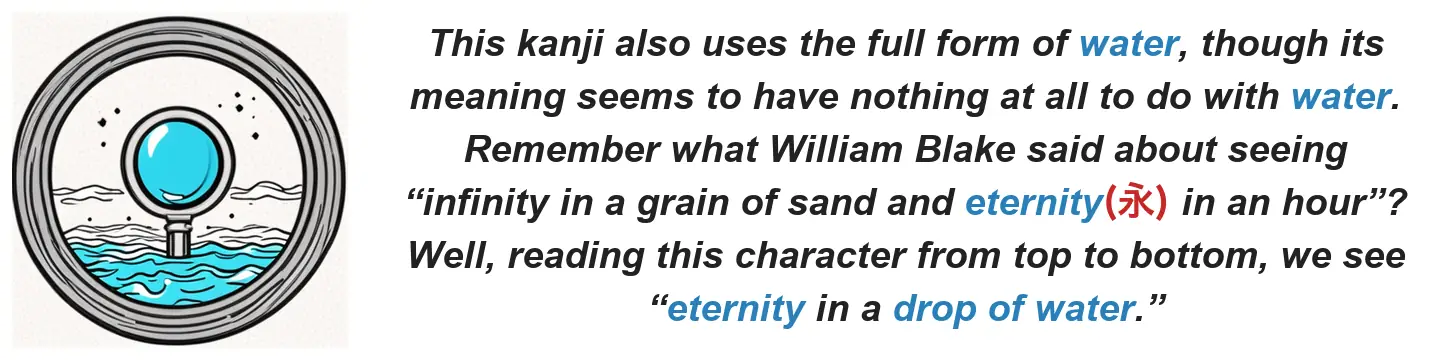 This kanji also uses the full form of water, though its
meaning seems to have nothing at all to do with water.
Remember what William Blake said about seeing
“infinity in a grain of sand and eternity(永) in an hour”?
Well, reading this character from top to bottom, we see
“eternity in a drop of water.”